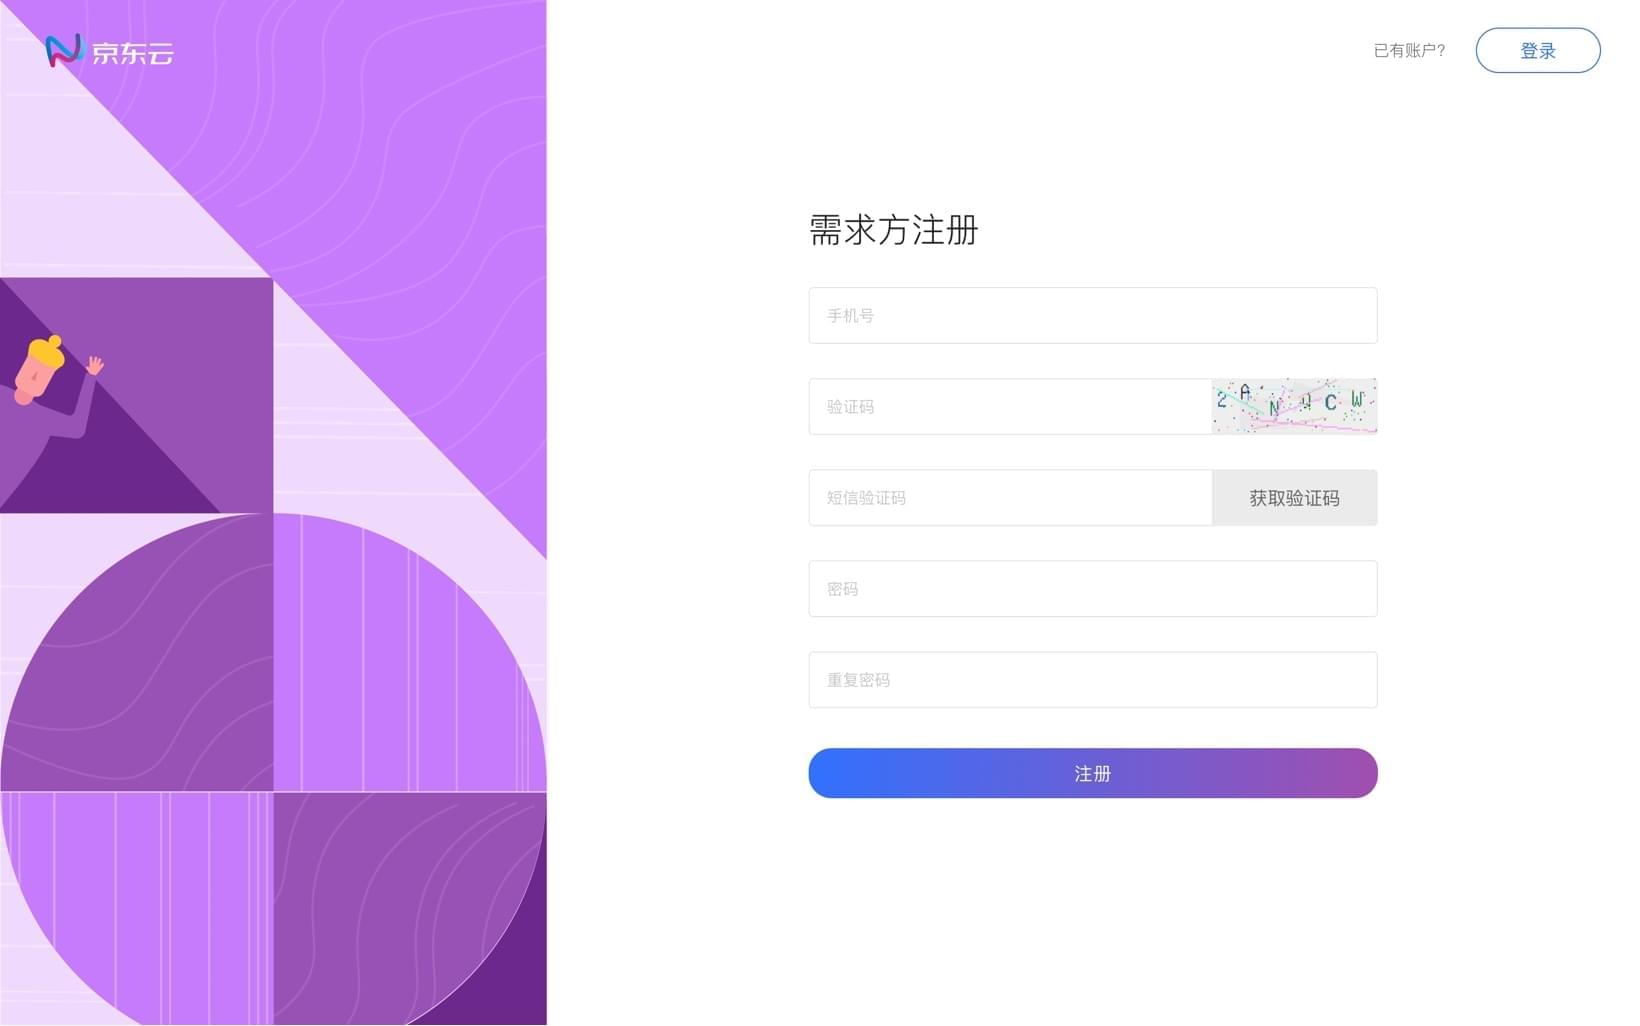 京东云
已有账户?
登录
需求方注册
手机号
验证码
2 A N U C W
短信验证码
获取验证码
密码
重复密码
注册